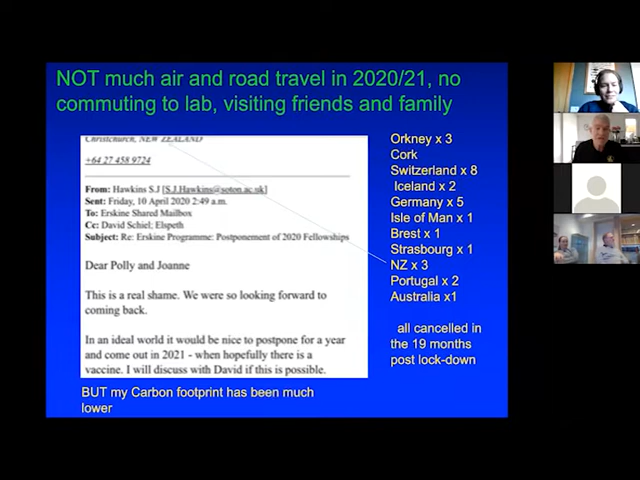 NOT much air and road travel in 2020/21, no
commuting to lab, visiting friends and family
Christchurch, NEW ZEALAND
+64 27 458 9724
From: Hawkins S.J [S.J.Hawkins@soton.ac.uk]
Sent: Friday, 10 April 2020 2:49 a.m.
To: Erskine Shared Mailbox
Cc: David Schiel; Elspeth
Subject: Re: Erskine Programme: Postponement of 2020 Fellowships
Dear Polly and Joanne
This is a real shame. We were so looking forward to
coming back.
In an ideal world it would be nice to postpone for a year
and come out in 2021 - when hopefully there is a
vaccine. I will discuss with David if this is possible.
BUT my Carbon footprint has been much
lower
Orkney x 3
Cork
Switzerland x 8
Iceland x 2
Germany x 5
Isle of Man x 1
Brest x 1
Strasbourg x 1
NZ x 3
Portugal x 2
Australia x1
all cancelled in
the 19 months
post lock-down